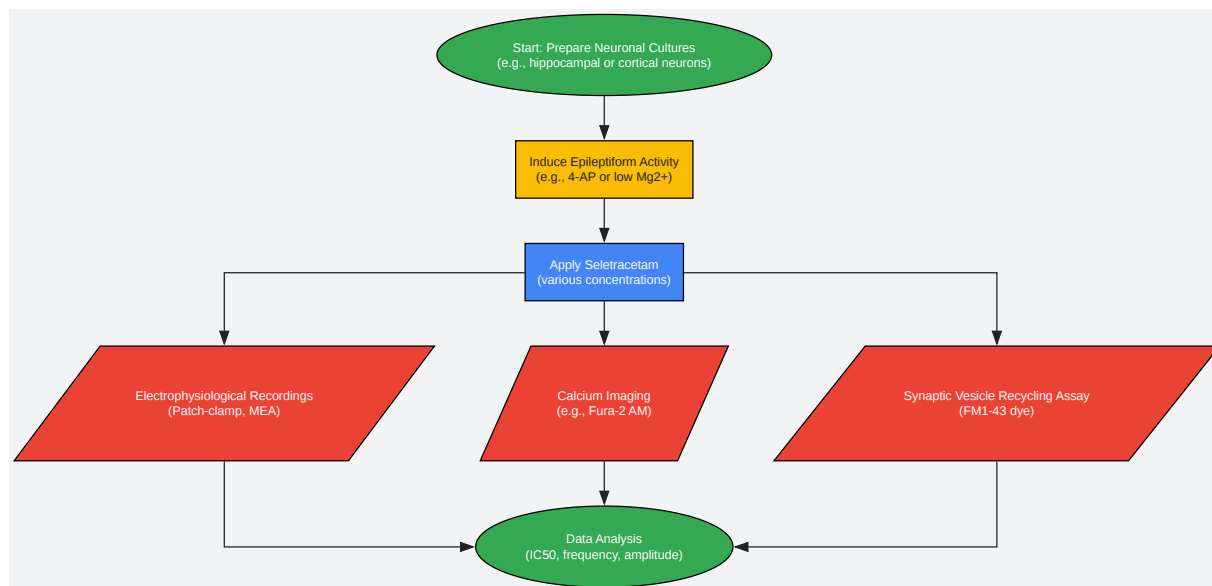 Start: Prepare Neuronal Cultures
(e.g., hippocampal or cortical neurons)
Induce Epileptiform Activity
(e.g., 4-AP or low Mg2+)
Apply Seletracetam
(various concentrations)
Electrophysiological Recordings
(Patch-clamp, MEA)
Calcium Imaging
(e.g., Fura-2 AM)
Synaptic Vesicle Recycling Assay
(FM1-43 dye)
Data Analysis
(IC50, frequency, amplitude)